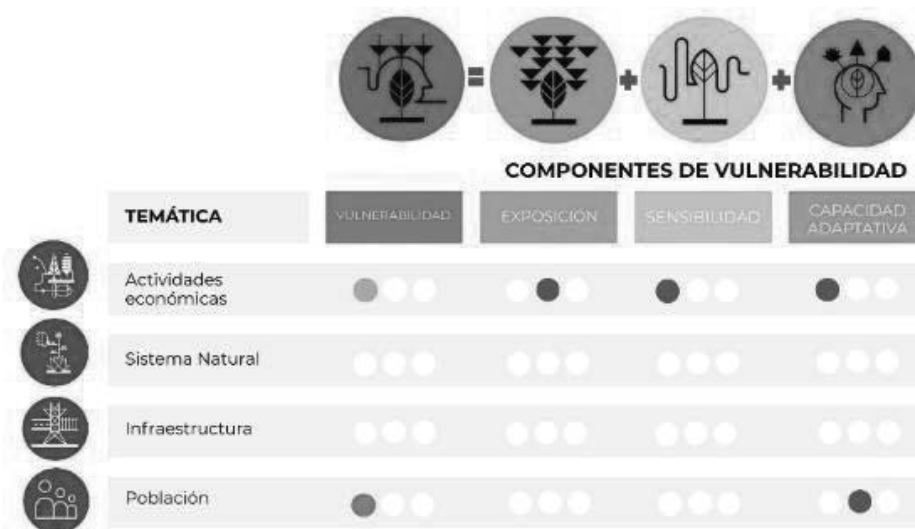 COMPONENTES DE VULNERABILIDAD
TEMÁTICA
VULNERABILIDAD
EXPOSICIÓN
SENSIBILIDAD
CAPACIDAD
ADAPTATIVA
Actividades
económicas
Sistema Natural
Infraestructura
Población